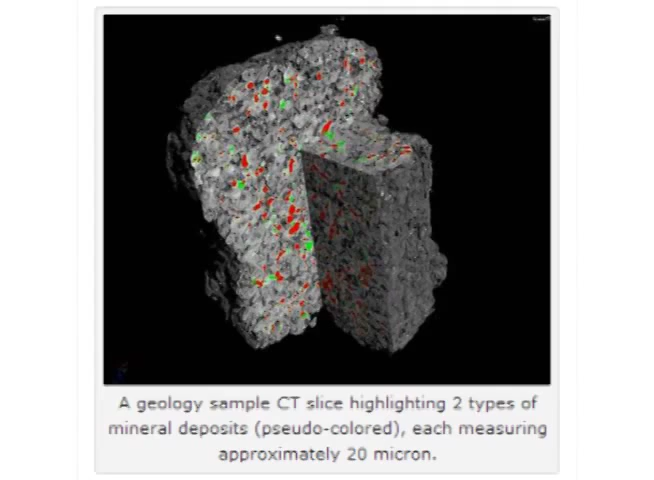 A geology sample CT slice highlighting 2 types of
mineral deposits (pseudo-colored), each measuring
approximately 20 micron.